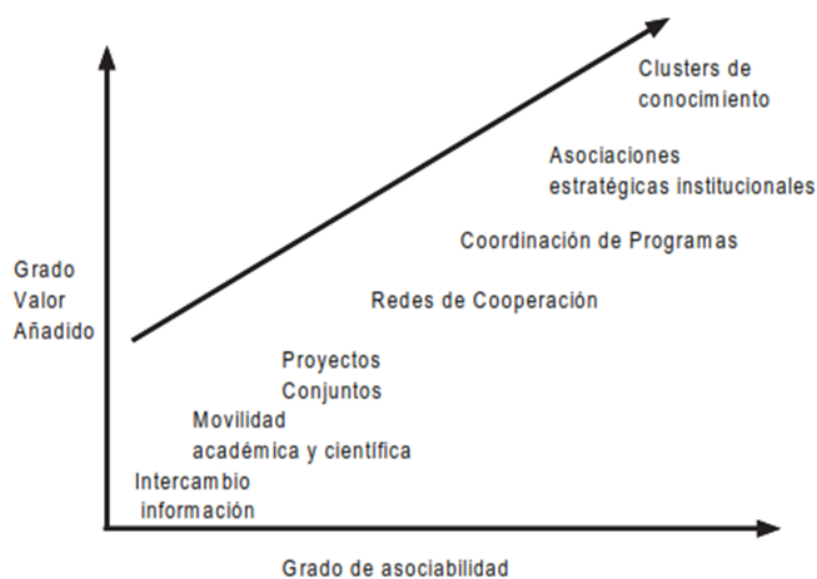 Clusters de
conocimiento
Asociaciones
estratégicas institucionales
Coordinación de Programas
Grado
Valor
Añadido
Redes de Cooperación
Proyectos
Conjuntos
Movilidad
académica y científica
Intercambio
información
Grado de asociabilidad